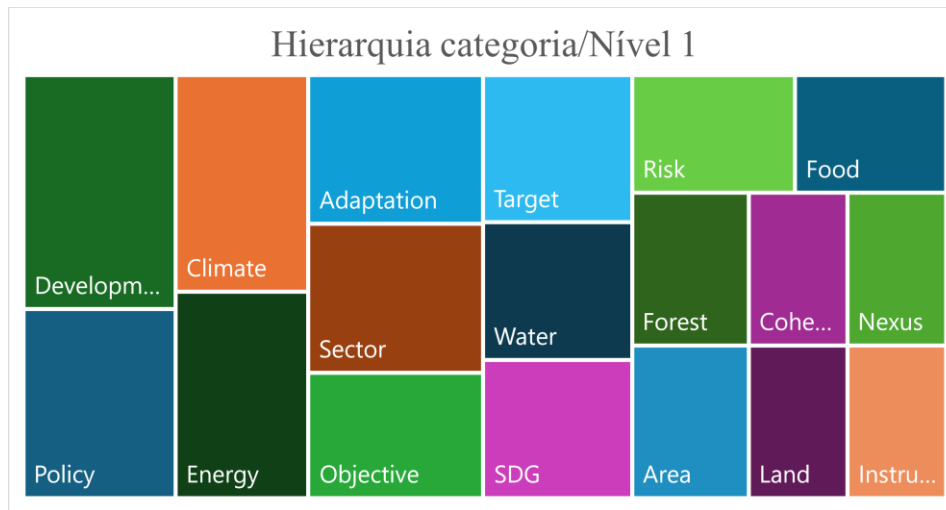 Hierarquia categoria/Nível 1
Developm...
Policy
Climate
Energy
Adaptation
Sector
Objective
Target
Water
SDG
Risk
Food
Forest
Cohe...
Nexus
Area
Land
Instru...